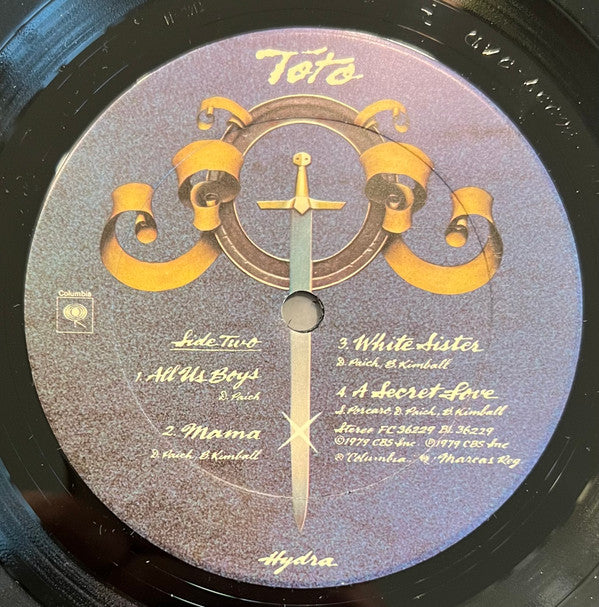 Toto
Columbia
Side Two
1. All Us Boys
D. Paich
2. Mama
D. Paich, B. Kimball
3. White Sister
D. Paich, B. Kimball
4. A Secret Love
S. Porcaro, D. Paich, B. Kimball
Stereo FC 36229 BL 36229
©1979 CBS Inc ℗1979 CBS Inc
® "Columbia," Marcas Reg
Hydra